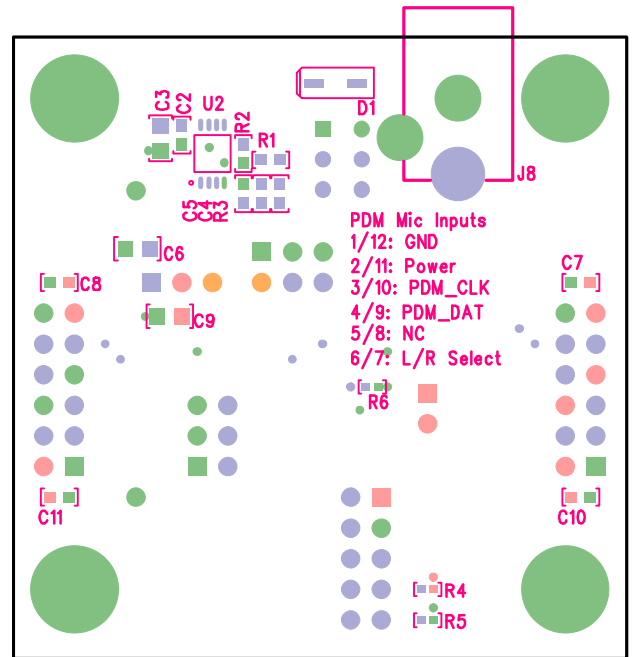 C3
C2
U2
R2
R1
D1
J8
C5
C4
R3
PDM Mic Inputs
1/12: GND
2/11: Power
3/10: PDM_CLK
4/9: PDM_DAT
5/8: NC
6/7: L/R Select
C6
C7
C8
C9
R6
C11
C10
R4
R5